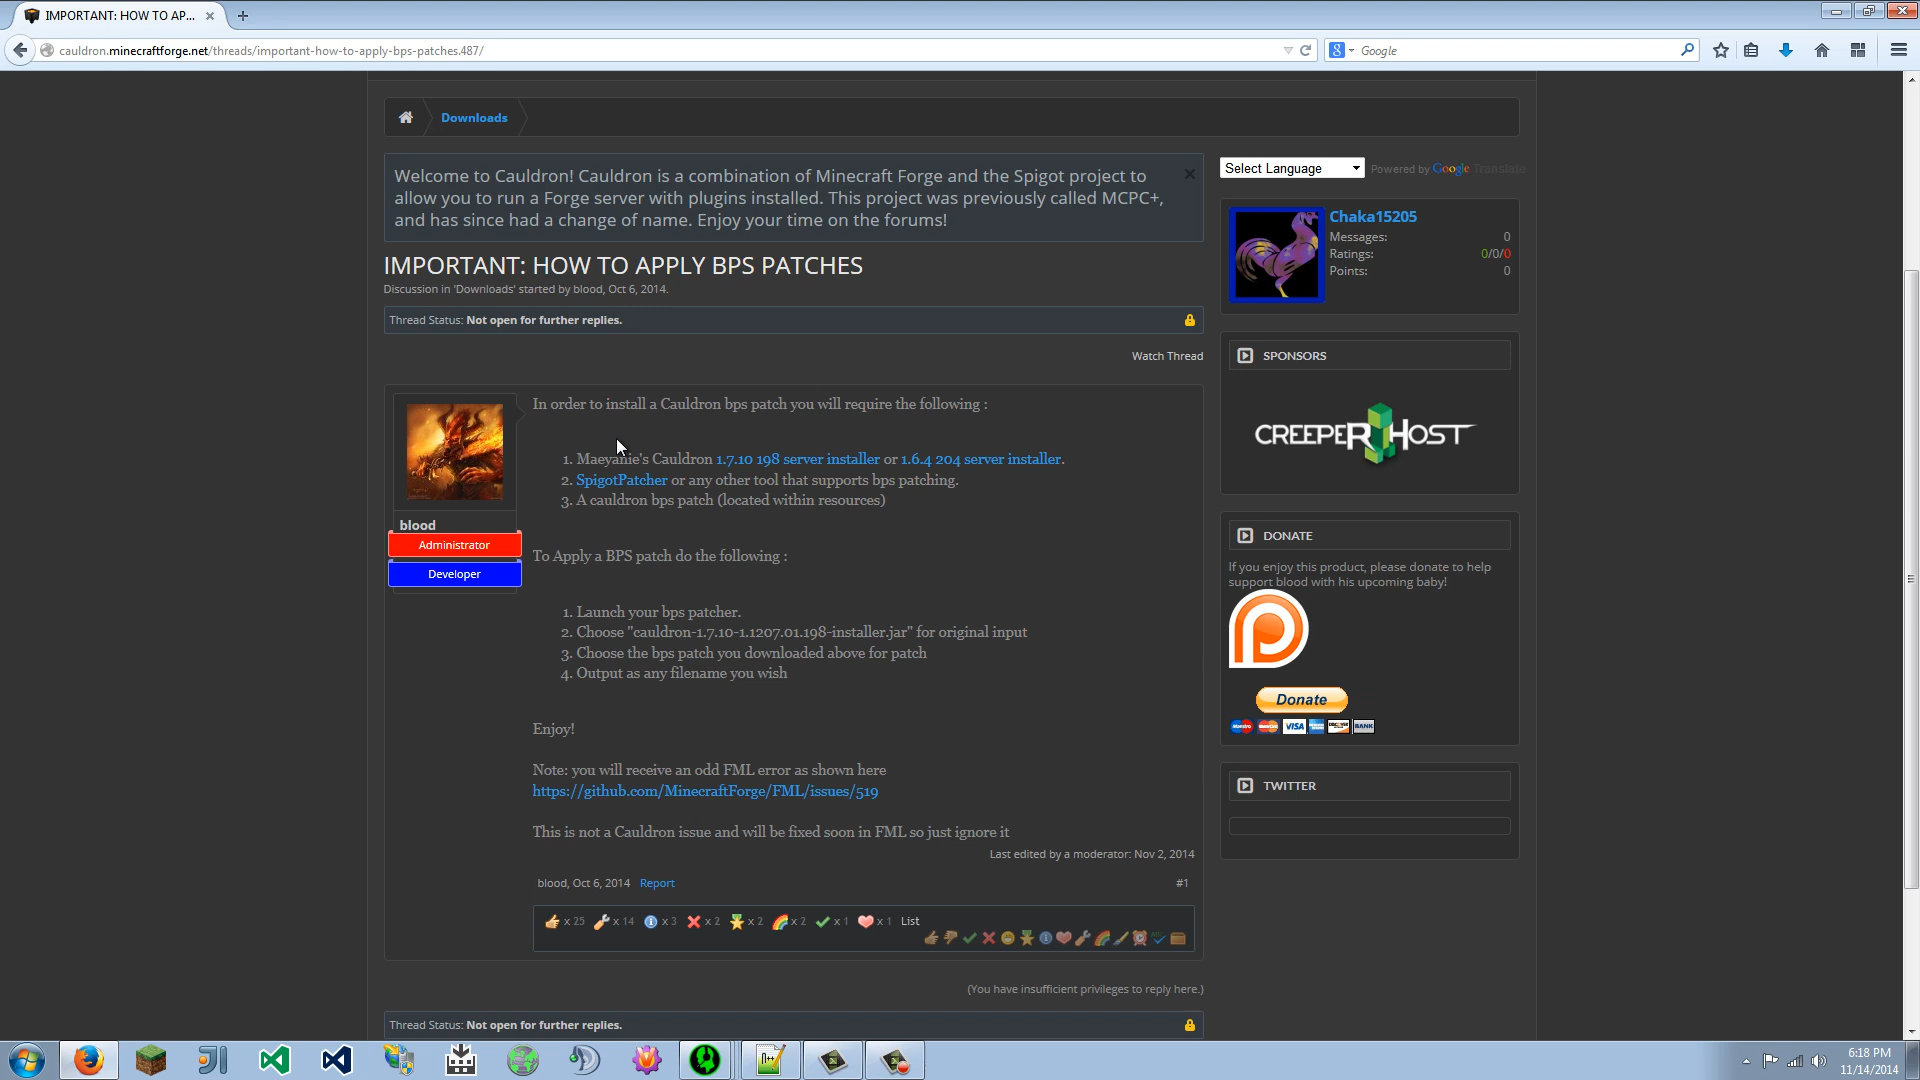 IMPORTANT: HOW TO AP...
cauldron.minecraftforge.net/threads/important-how-to-apply-bps-patches.487/
Google
Downloads
Welcome to Cauldron! Cauldron is a combination of Minecraft Forge and the Spigot project to
allow you to run a Forge server with plugins installed. This project was previously called MCPC+,
and has since had a change of name. Enjoy your time on the forums!
Select Language
Powered by Google Translate
IMPORTANT: HOW TO APPLY BPS PATCHES
Discussion in 'Downloads' started by blood, Oct 6, 2014.
Thread Status: Not open for further replies.
Watch Thread
Chaka15205
Messages: 0
Ratings: 0/0/0
Points: 0
SPONSORS
CREEPERHOST
DONATE
If you enjoy this product, please donate to help
support blood with his upcoming baby!
Donate
VISA
BANK
TWITTER
blood
Administrator
Developer
In order to install a Cauldron bps patch you will require the following :
1. Maeyanie's Cauldron 1.7.10 198 server installer or 1.6.4 204 server installer.
2. SpigotPatcher or any other tool that supports bps patching.
3. A cauldron bps patch (located within resources)
To Apply a BPS patch do the following :
1. Launch your bps patcher.
2. Choose "cauldron-1.7.10-1.1207.01.198-installer.jar" for original input
3. Choose the bps patch you downloaded above for patch
4. Output as any filename you wish
Enjoy!
Note: you will receive an odd FML error as shown here
https://github.com/MinecraftForge/FML/issues/519
This is not a Cauldron issue and will be fixed soon in FML so just ignore it
Last edited by a moderator: Nov 2, 2014
blood, Oct 6, 2014 Report #1
x 25 x 14 x 3 x 2 x 2 x 2 x 1 x 1 List
(You have insufficient privileges to reply here.)
Thread Status: Not open for further replies.
6:18 PM
11/14/2014